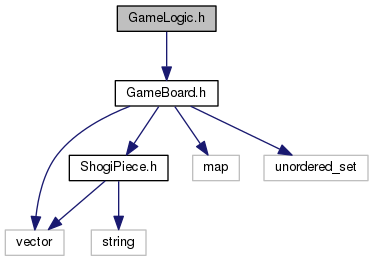 GameLogic.h
GameBoard.h
ShogiPiece.h
map
unordered_set
vector
string